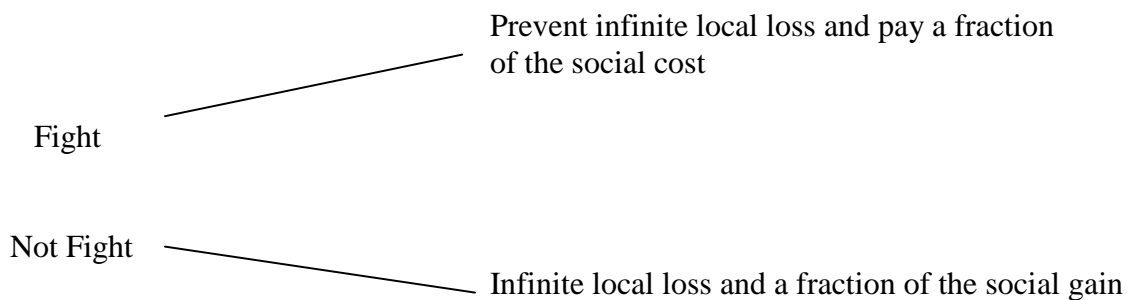 Prevent infinite local loss and pay a fraction
of the social cost
Fight
Not Fight
Infinite local loss and a fraction of the social gain